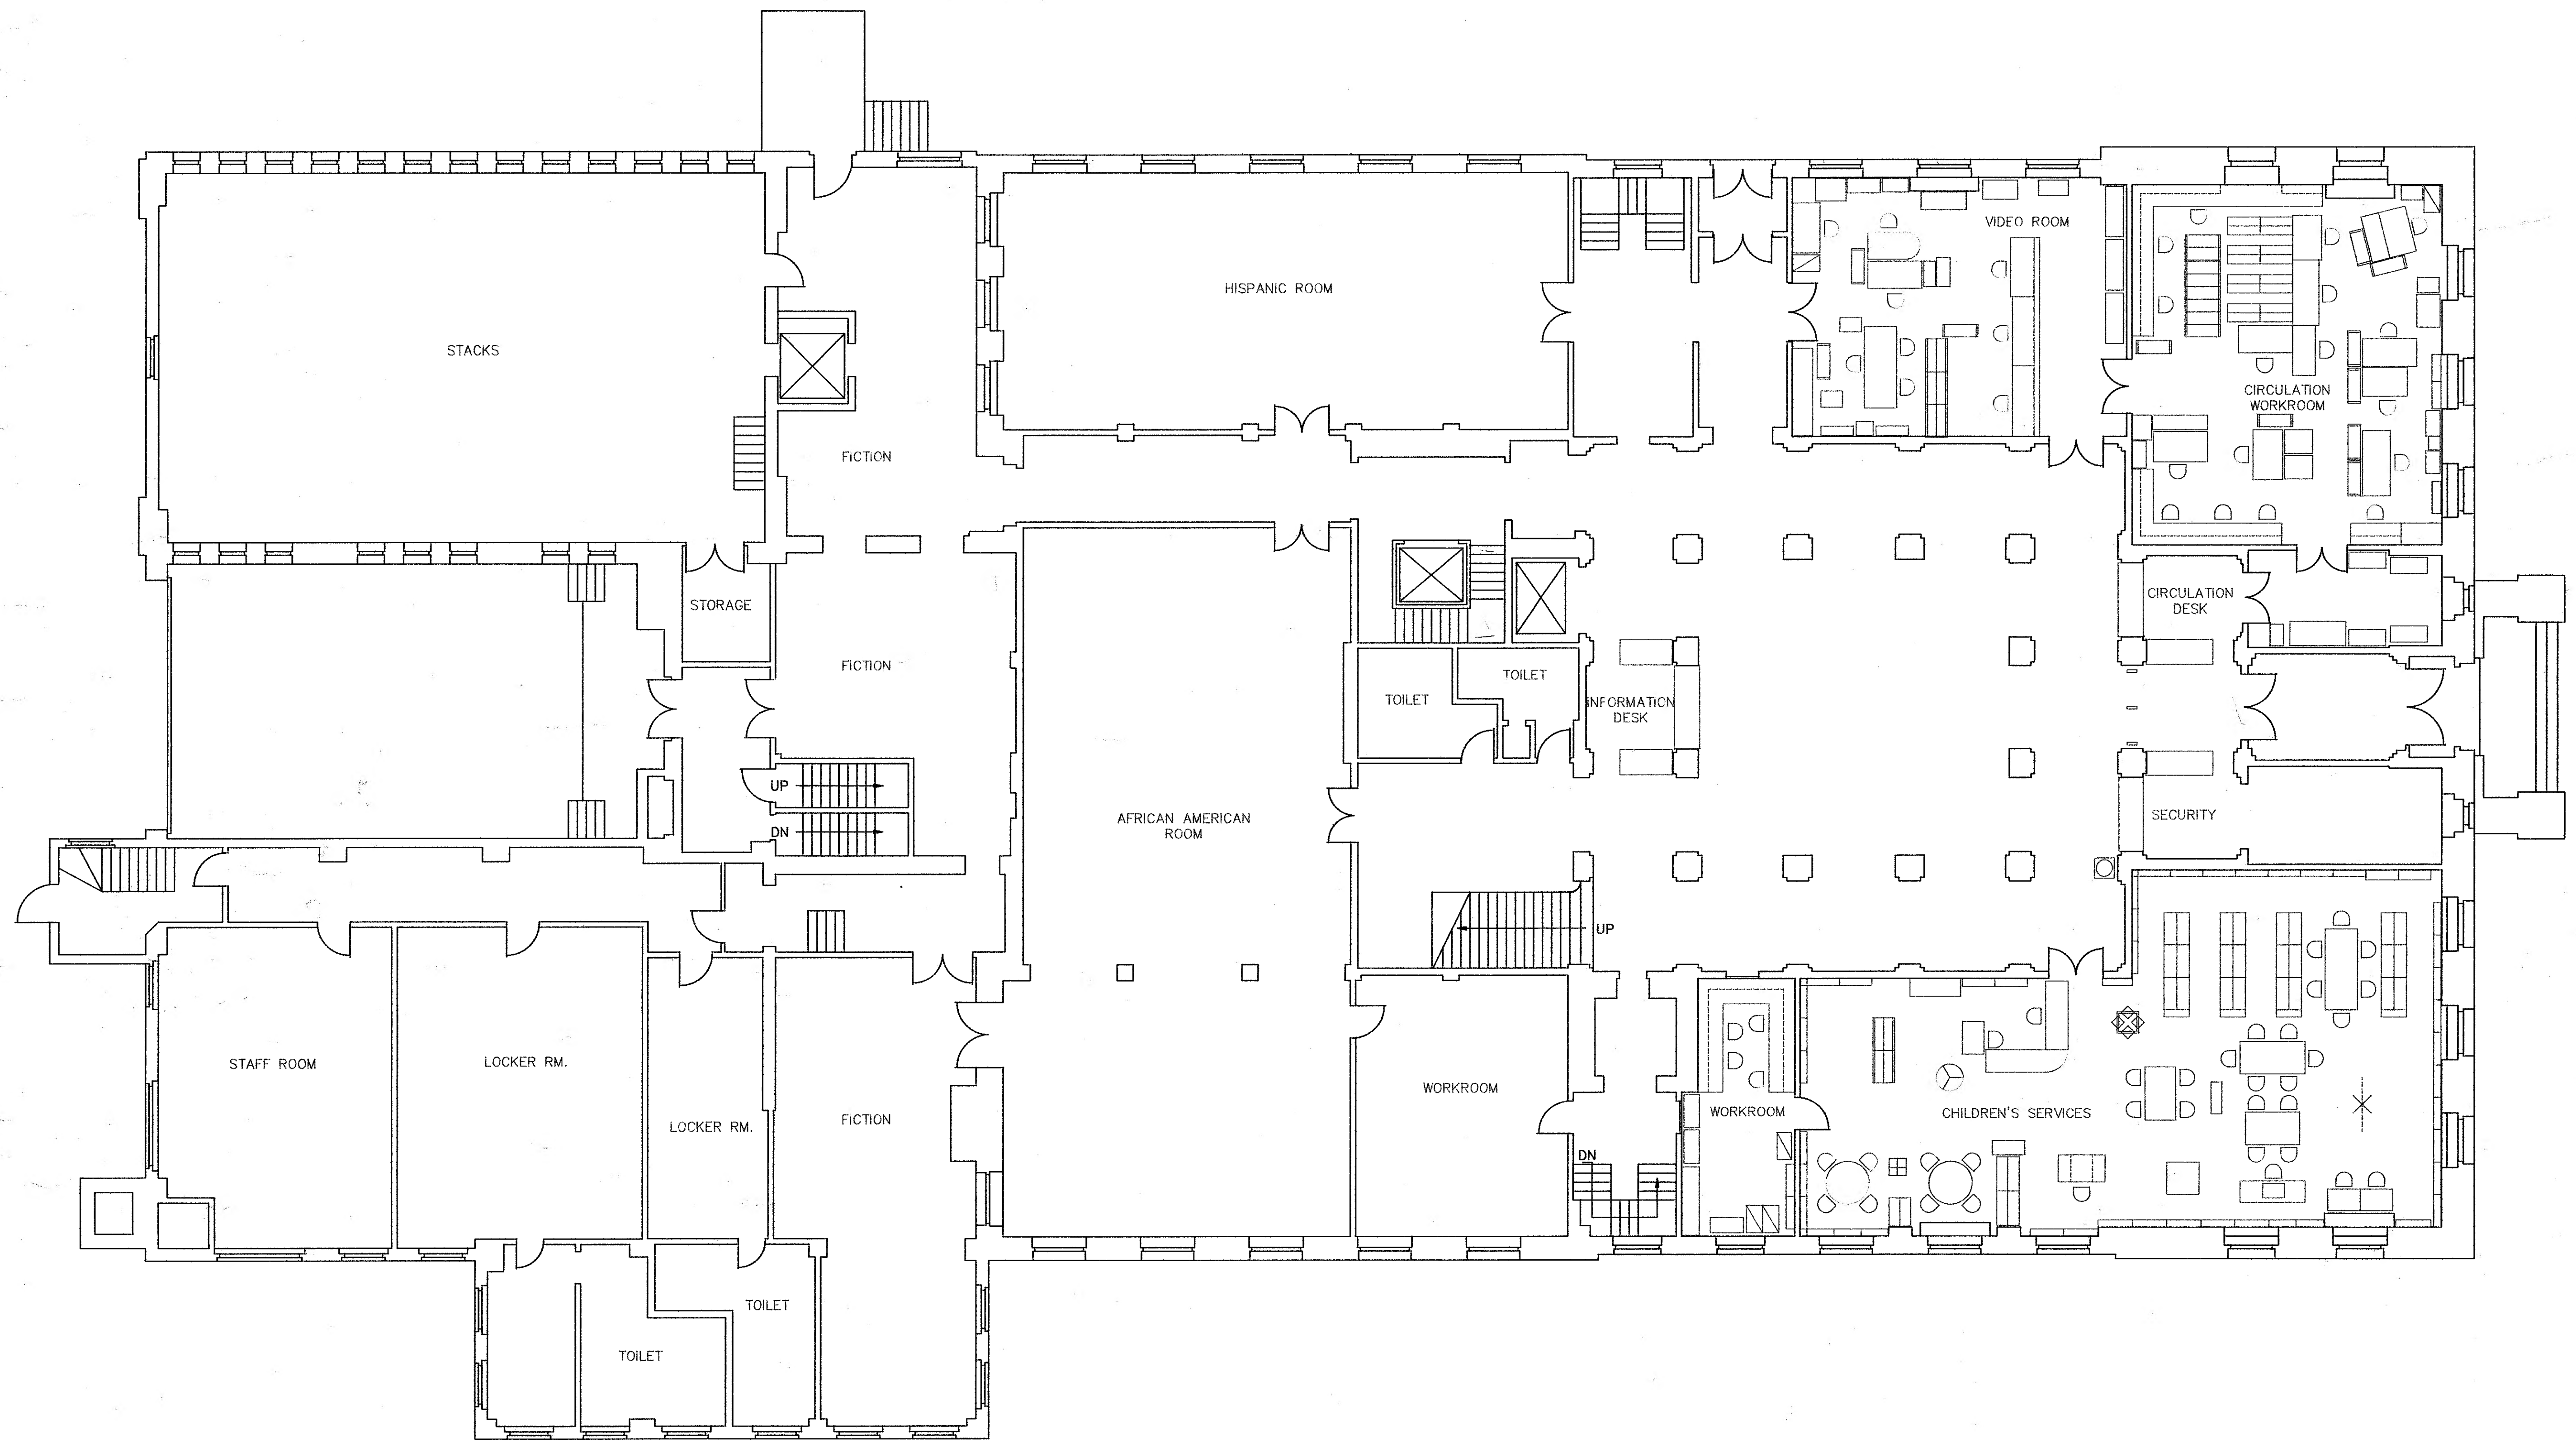 VIDEO ROOM
HISPANIC ROOM
STACKS
CIRCULATION
WORKROOM
FICTION
CIRCULATION
DESK
STORAGE
FICTION
TOILET
TOILET
INFORMATION
DESK
UP
AFRICAN AMERICAN
ROOM
SECURITY
DN
UP
STAFF ROOM
LOCKER RM.
WORKROOM
WORKROOM
CHILDREN'S SERVICES
FICTION
LOCKER RM.
DN
TOILET
TOILET